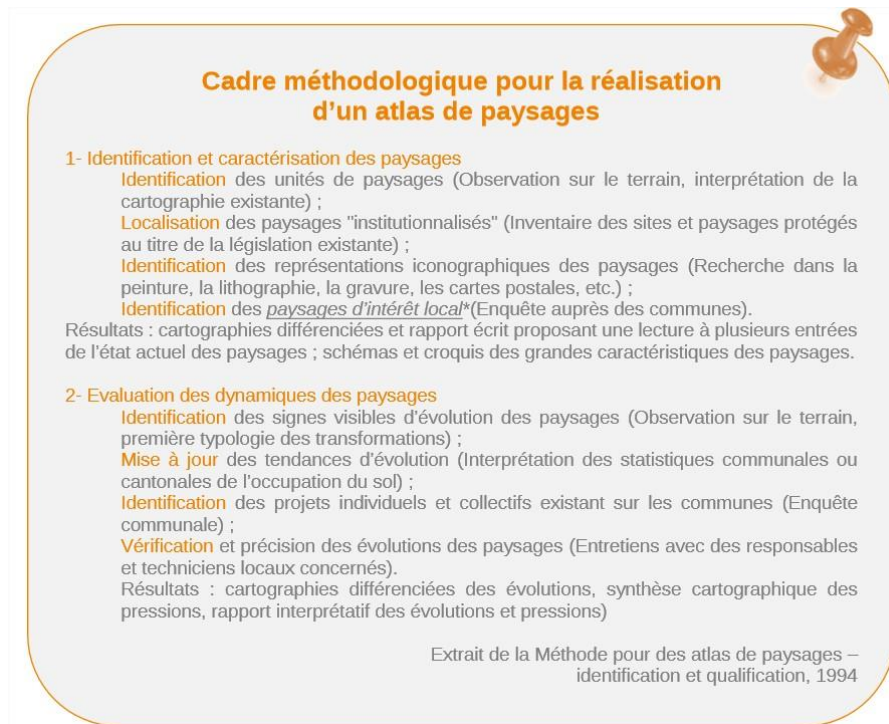 Cadre méthodologique pour la réalisation
d’un atlas de paysages
1- Identification et caractérisation des paysages
Identification des unités de paysages (Observation sur le terrain, interprétation de la
cartographie existante) ;
Localisation des paysages "institutionnalisés" (Inventaire des sites et paysages protégés
au titre de la législation existante) ;
Identification des représentations iconographiques des paysages (Recherche dans la
peinture, la lithographie, la gravure, les cartes postales, etc.) ;
Identification des paysages d’intérêt local*(Enquête auprès des communes).
Résultats : cartographies différenciées et rapport écrit proposant une lecture à plusieurs entrées
de l’état actuel des paysages ; schémas et croquis des grandes caractéristiques des paysages.
2- Evaluation des dynamiques des paysages
Identification des signes visibles d’évolution des paysages (Observation sur le terrain,
première typologie des transformations) ;
Mise à jour des tendances d’évolution (Interprétation des statistiques communales ou
cantonales de l’occupation du sol) ;
Identification des projets individuels et collectifs existant sur les communes (Enquête
communale) ;
Vérification et précision des évolutions des paysages (Entretiens avec des responsables
et techniciens locaux concernés).
Résultats : cartographies différenciées des évolutions, synthèse cartographique des
pressions, rapport interprétatif des évolutions et pressions)
Extrait de la Méthode pour des atlas de paysages –
identification et qualification, 1994